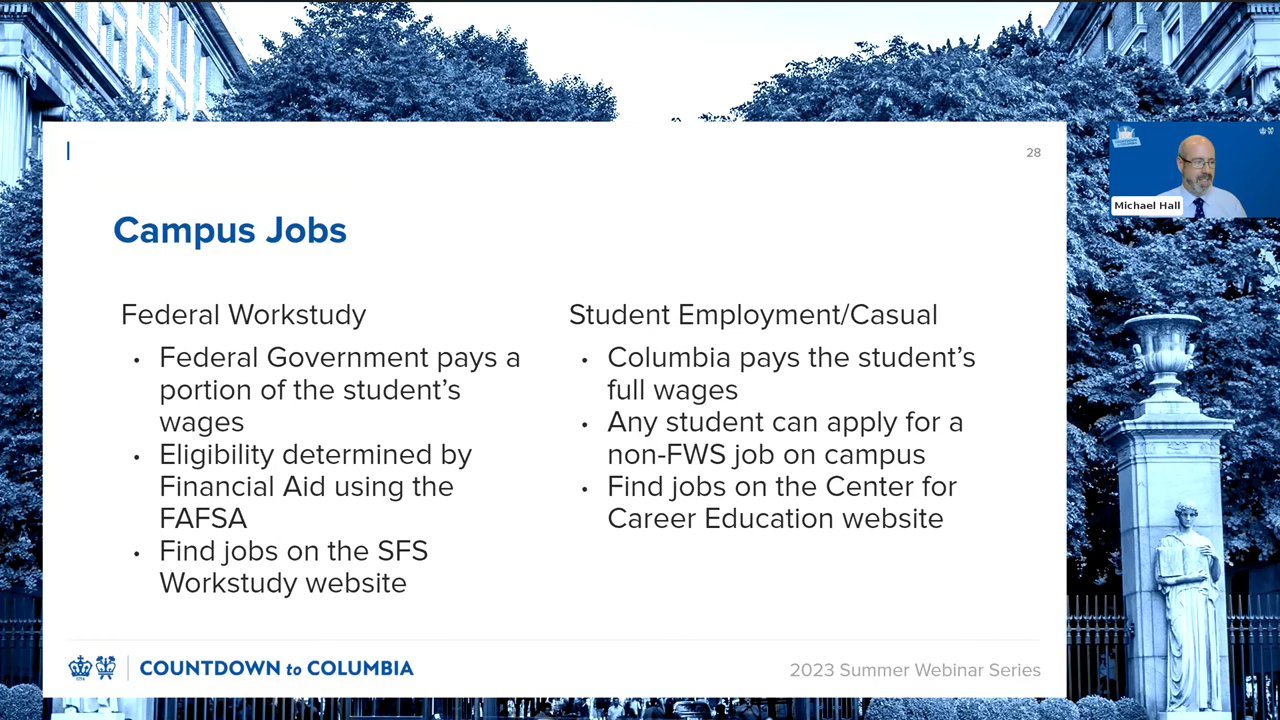 28
Michael Hall
Campus Jobs
Federal Workstudy
• Federal Government pays a
portion of the student’s
wages
• Eligibility determined by
Financial Aid using the
FAFSA
• Find jobs on the SFS
Workstudy website
Student Employment/Casual
• Columbia pays the student’s
full wages
• Any student can apply for a
non-FWS job on campus
• Find jobs on the Center for
Career Education website
COUNTDOWN to COLUMBIA
2023 Summer Webinar Series